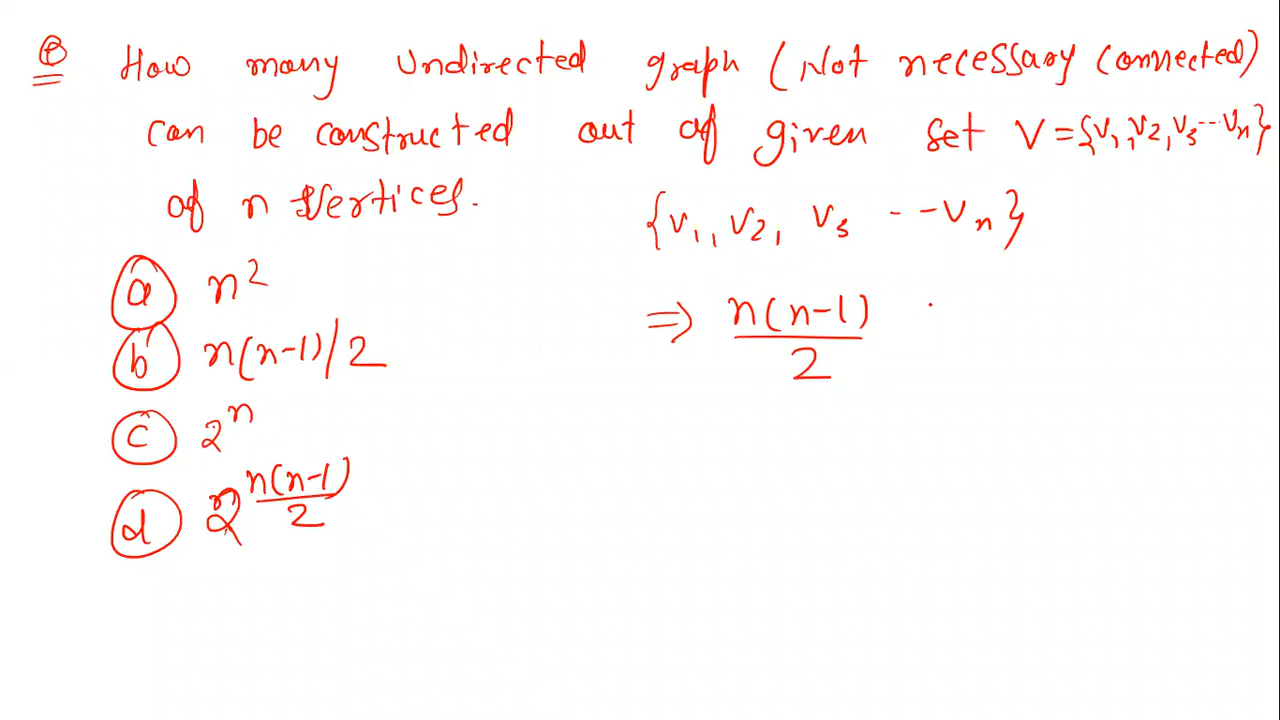 Q How many Undirected graph (Not necessary connected)
can be constructed out of given set V={v1,v2,v3...vn}
of n vertices.
{v1, v2, v3 ---vn}
a n^2
⇒ n(n-1)/2
b n(n-1)/2
c 2^n
d 2^(n(n-1)/2)